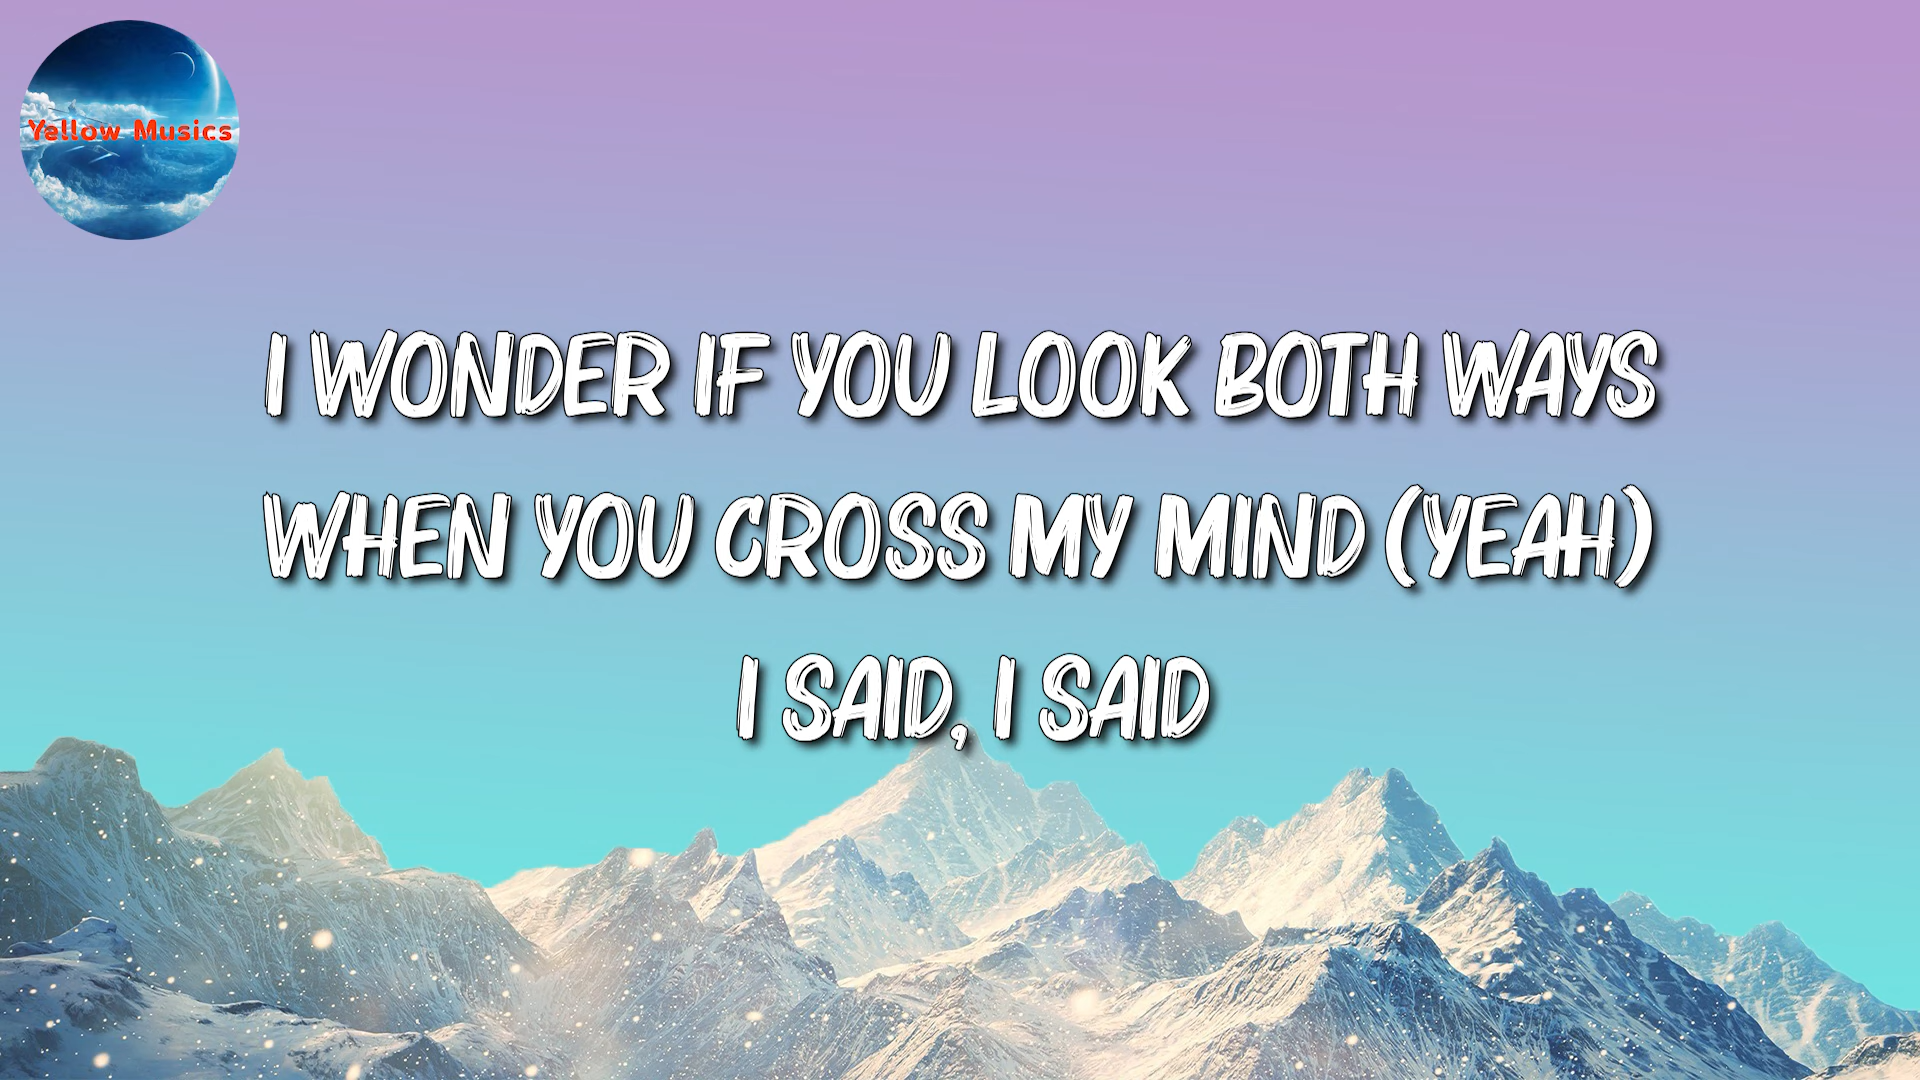 Yellow Musics
I WONDER IF YOU LOOK BOTH WAYS
WHEN YOU CROSS MY MIND (YEAH)
I SAID, I SAID